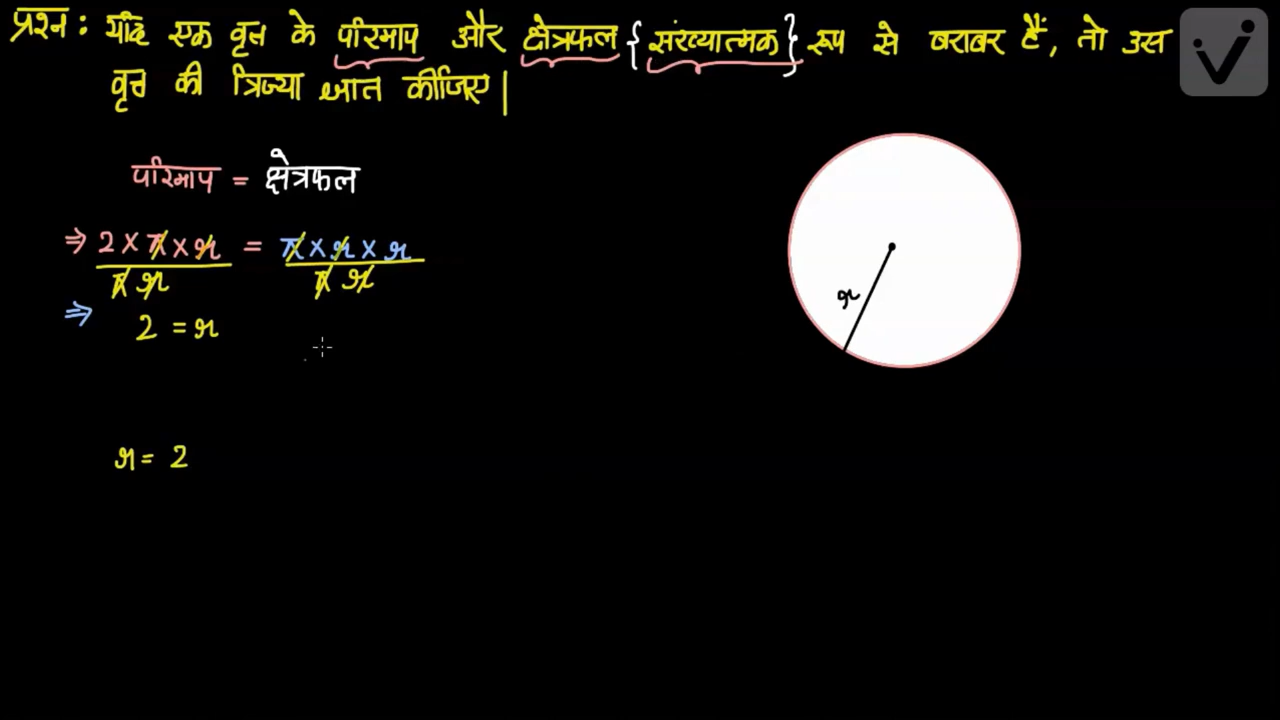 प्रश्न : यदि एक वृत्त के परिमाप और क्षेत्रफल {संख्यात्मक} रूप से बराबर हैं, तो उस
वृत्त की त्रिज्या ज्ञात कीजिए |
परिमाप = क्षेत्रफल
⇒ 2 × π × r = π × r × r
π r π r
⇒ 2 = r
r
r = 2